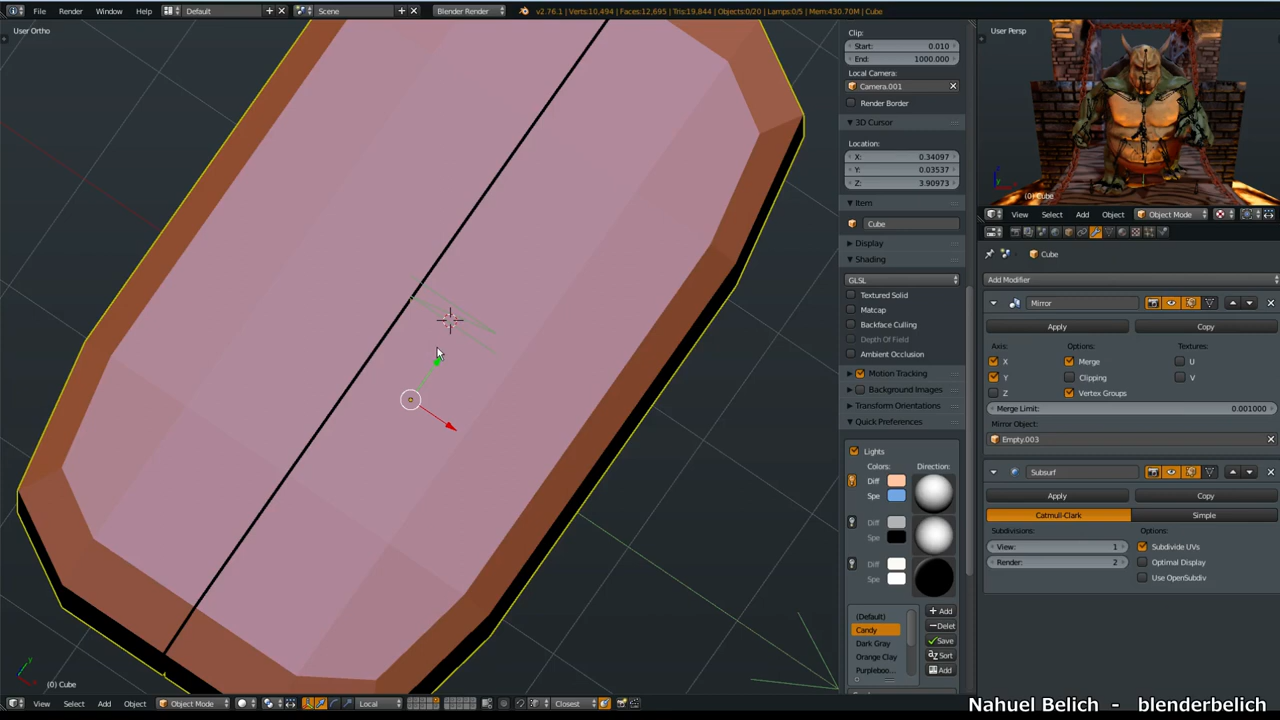 File Render Window Help Default Scene Blender Render v2.76.1 | Verts:10,494 | Faces:12,695 | Tris:19,844 | Objects:0/20 | Lamps:0/5 | Mem:430.70M | Cube
User Ortho
Clip:
Start: 0.010
End: 1000.000
Local Camera:
Camera.001
Render Border
3D Cursor
Location:
X: 0.34097
Y: 0.03537
Z: 3.90973
Item
Cube
Display
Shading
GLSL
Textured Solid
Matcap
Backface Culling
Depth Of Field
Ambient Occlusion
Motion Tracking
Background Images
Transform Orientations
Quick Preferences
Lights
Colors: Direction:
Diff
Spe
Diff
Spe
Diff
Spe
(Default)
Candy
Dark Gray
Orange Clay
Purpleboo...
Add
Delet
Save
Sort
Add
User Persp
(0) Cube
View Select Add Object Object Mode
Cube
Add Modifier
Mirror
Apply Copy
Axis: Options: Textures:
X Merge U
Y Clipping V
Z Vertex Groups
Merge Limit: 0.001000
Mirror Object:
Empty.003
Subsurf
Apply Copy
Catmull-Clark Simple
Subdivisions: Options:
View: 1 Subdivide UVs
Render: 2 Optimal Display
Use OpenSubdiv
(0) Cube
View Select Add Object Object Mode Local Closest
Nahuel Belich - blenderbelich